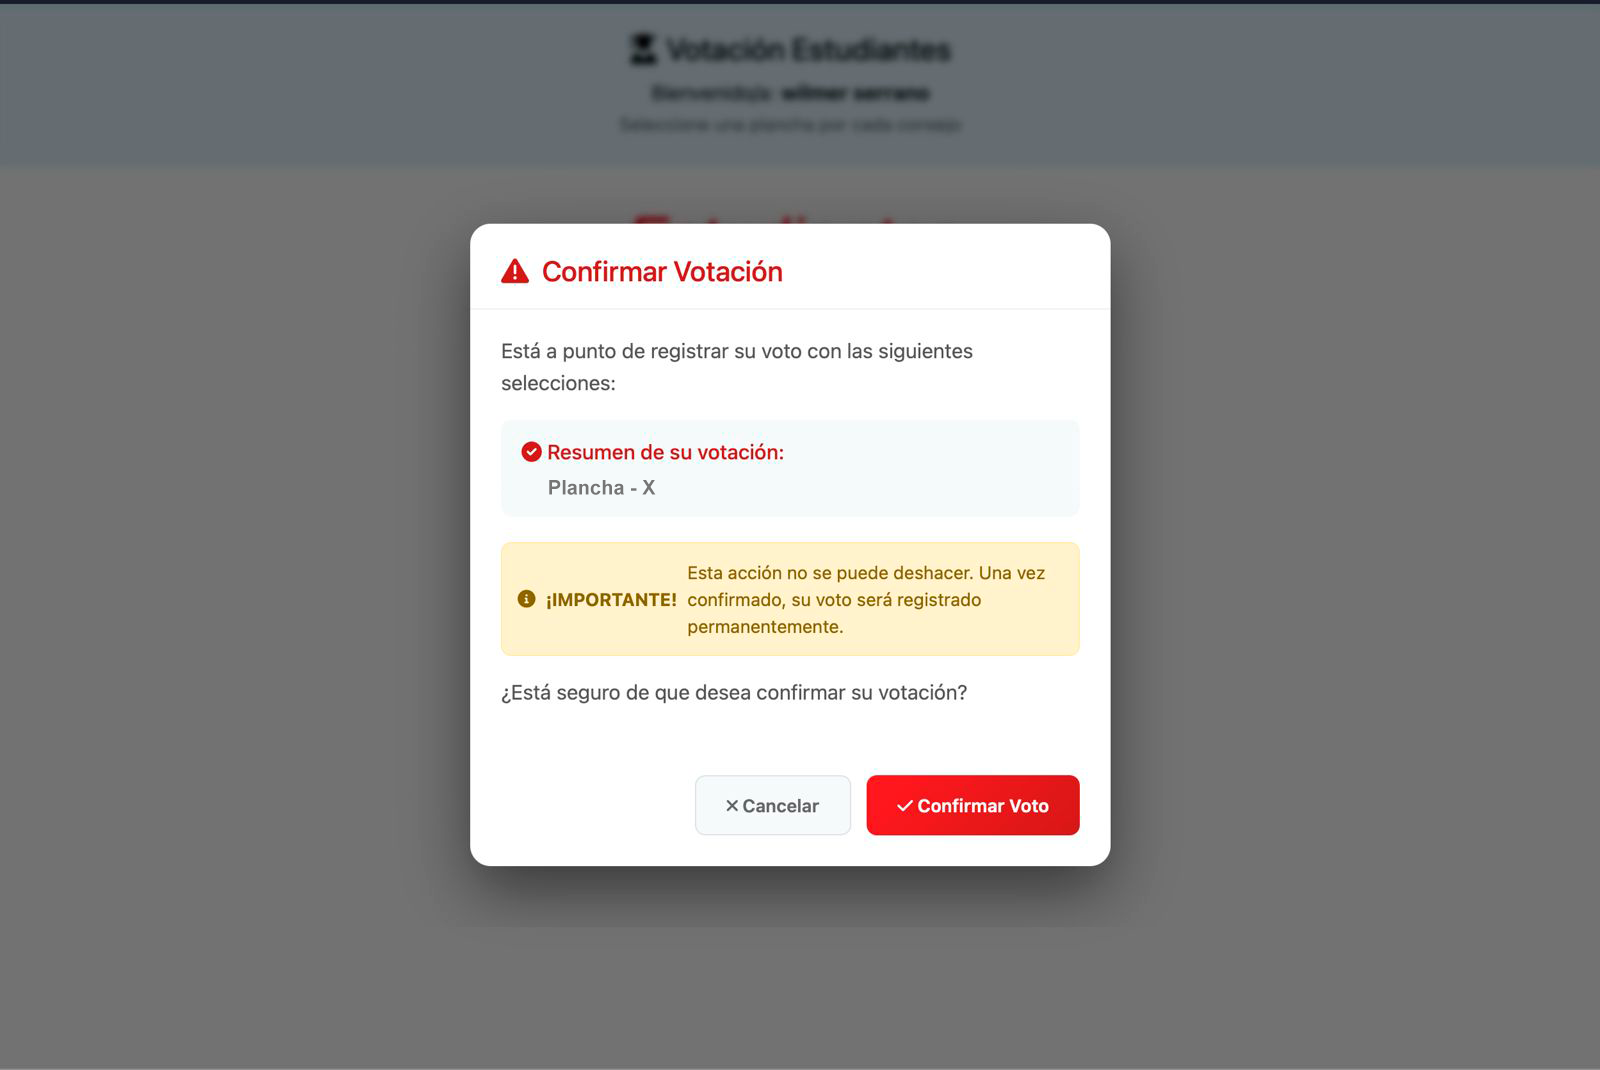 Votación Estudiantes
Bienvenido/a: wilmer serrano
Seleccione una plancha por cada consejo
Confirmar Votación
Está a punto de registrar su voto con las siguientes
selecciones:
Resumen de su votación:
Plancha - X
¡IMPORTANTE!
Esta acción no se puede deshacer. Una vez
confirmado, su voto será registrado
permanentemente.
¿Está seguro de que desea confirmar su votación?
Cancelar
Confirmar Voto